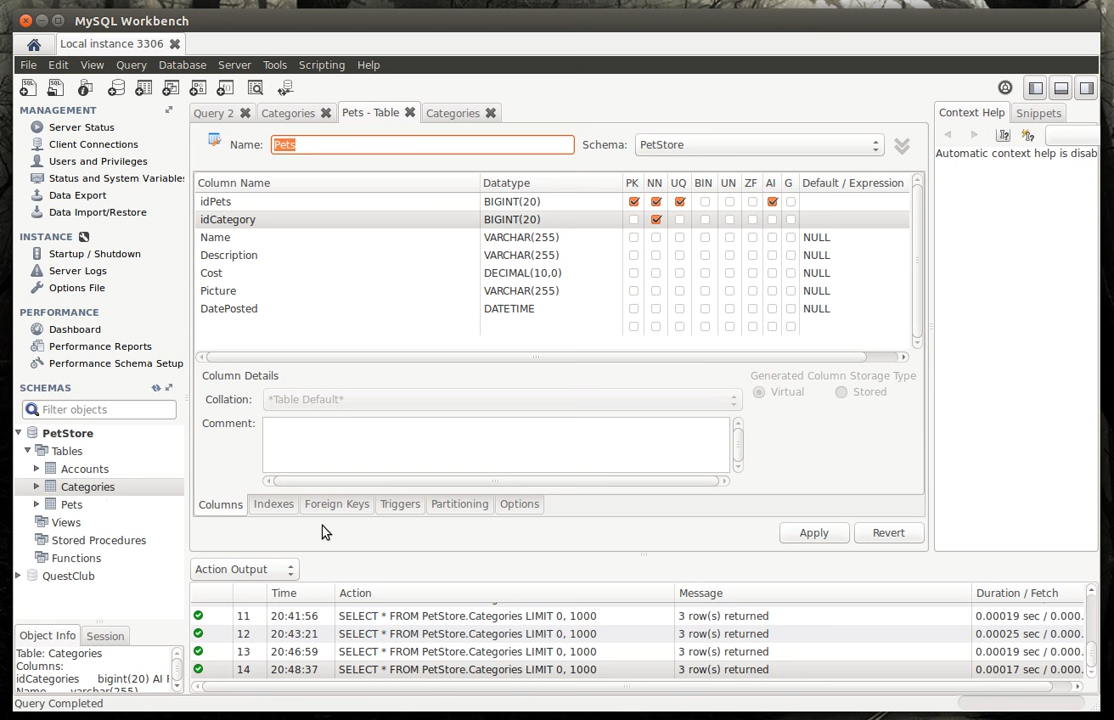 MySQL Workbench
Local instance 3306
File Edit View Query Database Server Tools Scripting Help
MANAGEMENT
Server Status
Client Connections
Users and Privileges
Status and System Variables
Data Export
Data Import/Restore
INSTANCE
Startup / Shutdown
Server Logs
Options File
PERFORMANCE
Dashboard
Performance Reports
Performance Schema Setup
SCHEMAS
Filter objects
PetStore
Tables
Accounts
Categories
Pets
Views
Stored Procedures
Functions
QuestClub
Object Info Session
Table: Categories
Columns:
idCategories bigint(20) AI
Name varchar(255)
Query 2 Categories Pets - Table Categories
Name: Pets Schema: PetStore
Column Name Datatype PK NN UQ BIN UN ZF AI G Default / Expression
idPets BIGINT(20)
idCategory BIGINT(20)
Name VARCHAR(255) NULL
Description VARCHAR(255) NULL
Cost DECIMAL(10,0) NULL
Picture VARCHAR(255) NULL
DatePosted DATETIME NULL
Column Details Generated Column Storage Type
Collation: *Table Default* Virtual Stored
Comment:
Columns Indexes Foreign Keys Triggers Partitioning Options
Apply Revert
Context Help Snippets
Automatic context help is disab
Action Output
Time Action Message Duration / Fetch
11 20:41:56 SELECT * FROM PetStore.Categories LIMIT 0, 1000 3 row(s) returned 0.00019 sec / 0.000.
12 20:43:21 SELECT * FROM PetStore.Categories LIMIT 0, 1000 3 row(s) returned 0.00025 sec / 0.000.
13 20:46:59 SELECT * FROM PetStore.Categories LIMIT 0, 1000 3 row(s) returned 0.00019 sec / 0.000.
14 20:48:37 SELECT * FROM PetStore.Categories LIMIT 0, 1000 3 row(s) returned 0.00017 sec / 0.000.
Query Completed